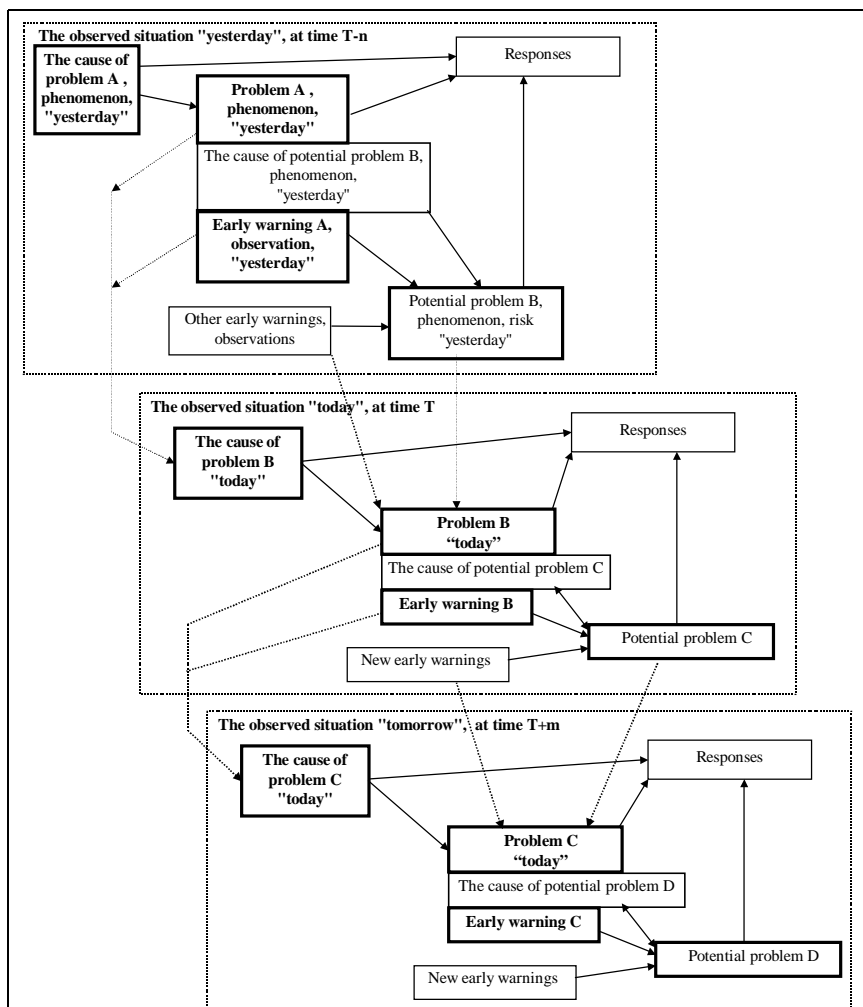 The observed situation "yesterday", at time T-n
The cause of
problem A ,
phenomenon,
"yesterday"
Responses
Problem A ,
phenomenon,
"yesterday"
The cause of potential problem B,
phenomenon,
"yesterday"
Early warning A,
observation,
"yesterday"
Other early warnings,
observations
Potential problem B,
phenomenon, risk
"yesterday"
The observed situation "today", at time T
The cause of
problem B
"today"
Responses
Problem B
“today”
The cause of potential problem C
Early warning B
New early warnings
Potential problem C
The observed situation "tomorrow", at time T+m
The cause of
problem C
"today"
Responses
Problem C
“today”
The cause of potential problem D
Early warning C
New early warnings
Potential problem D